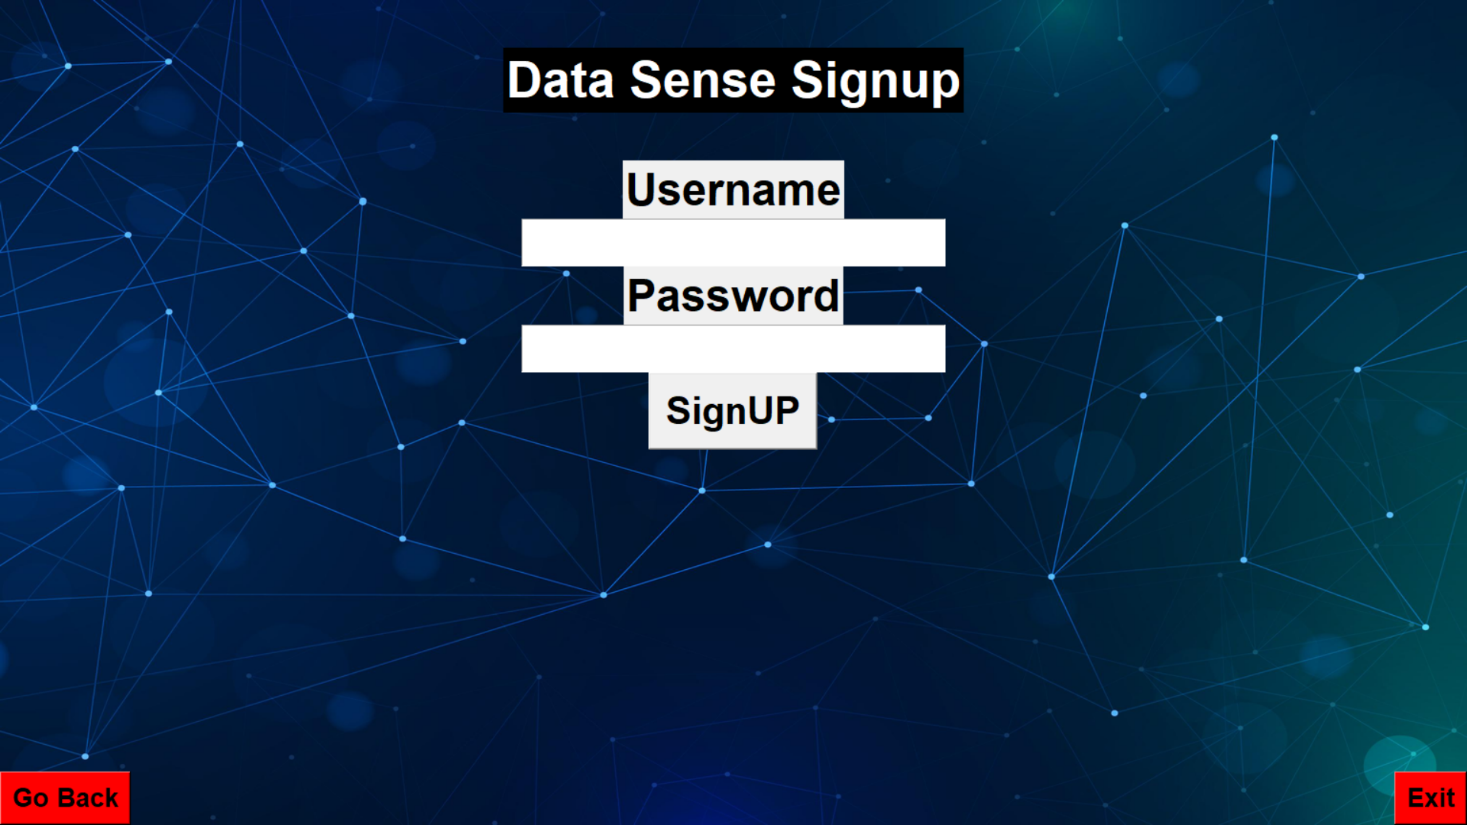 Data Sense Signup
Username
Password
SignUP
Go Back
Exit